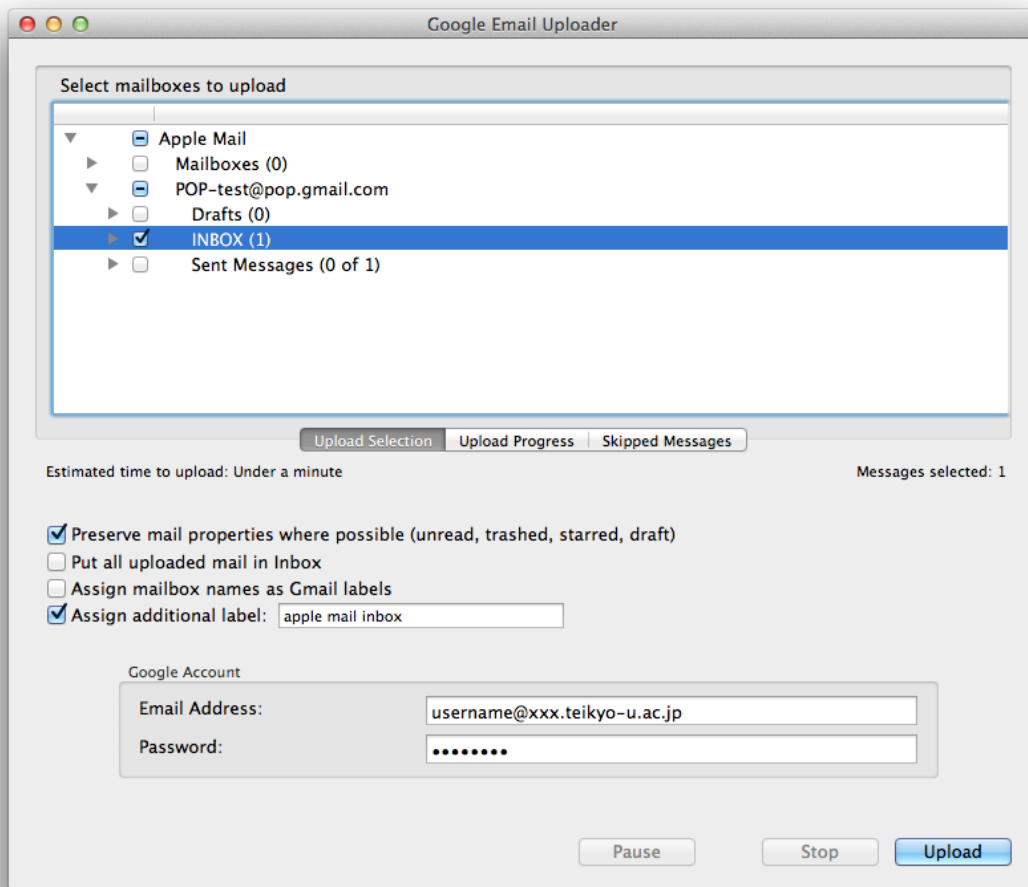 Google Email Uploader
Select mailboxes to upload
Apple Mail
Mailboxes (0)
POP-test@pop.gmail.com
Drafts (0)
INBOX (1)
Sent Messages (0 of 1)
Upload Selection Upload Progress Skipped Messages
Estimated time to upload: Under a minute Messages selected: 1
Preserve mail properties where possible (unread, trashed, starred, draft)
Put all uploaded mail in Inbox
Assign mailbox names as Gmail labels
Assign additional label: apple mail inbox
Google Account
Email Address: username@xxx.teikyo-u.ac.jp
Password: ••••••••
Pause Stop Upload